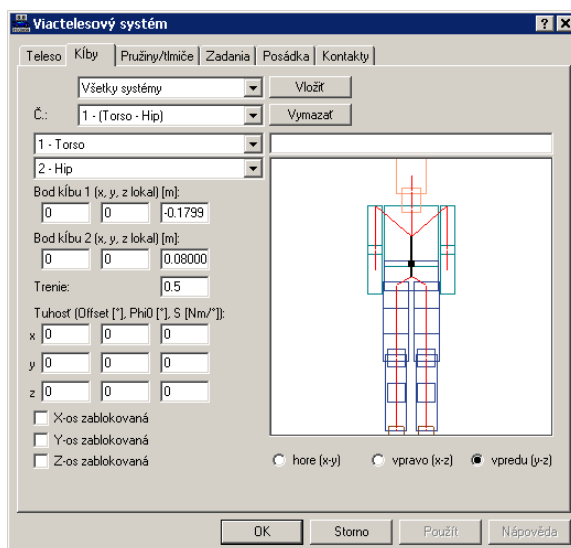 Viactelesový systém
Teleso Kĺby Pružiny/tlmiče Zadania Posádka Kontakty
Všetky systémy Vložiť
Č.: 1 - (Torso - Hip) Vymazať
1 - Torso
2 - Hip
Bod kĺbu 1 (x, y, z lokal) [m]:
0 0 -0.1799
Bod kĺbu 2 (x, y, z lokal) [m]:
0 0 0.08000
Trenie: 0.5
Tuhosť (Offset [°], Phi0 [°], S [Nm/°]):
x 0 0 0
y 0 0 0
z 0 0 0
X-os zablokovaná
Y-os zablokovaná
Z-os zablokovaná
hore (x-y) vpravo (x-z) vpredu (y-z)
OK Storno Použít Nápověda